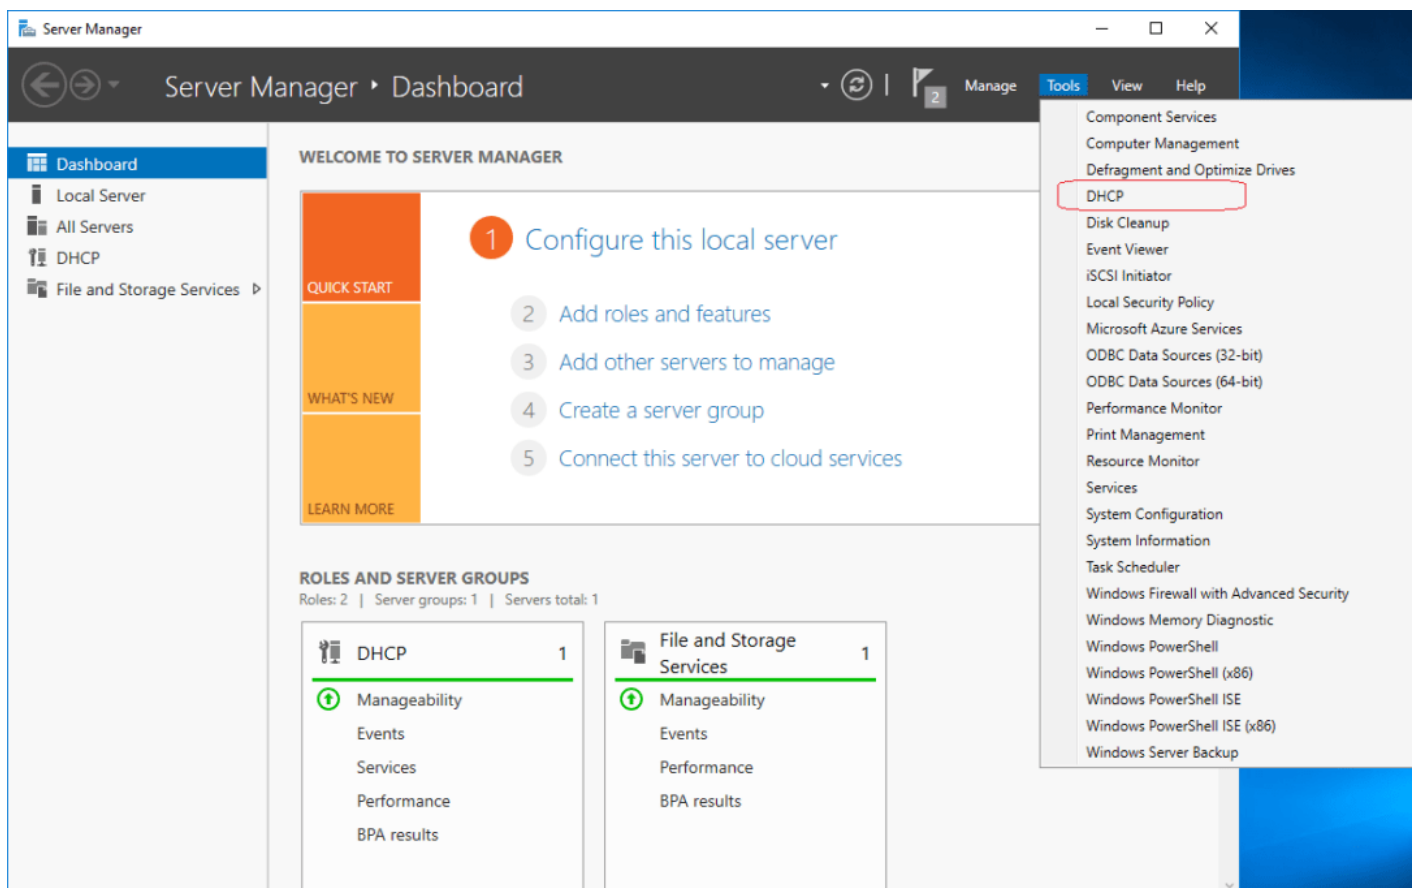 Server Manager
Server Manager • Dashboard
2
Manage
Tools
View
Help
Dashboard
Local Server
All Servers
DHCP
File and Storage Services
WELCOME TO SERVER MANAGER
QUICK START
WHAT'S NEW
LEARN MORE
1 Configure this local server
2 Add roles and features
3 Add other servers to manage
4 Create a server group
5 Connect this server to cloud services
ROLES AND SERVER GROUPS
Roles: 2 | Server groups: 1 | Servers total: 1
DHCP 1
Manageability
Events
Services
Performance
BPA results
File and Storage
Services
1
Manageability
Events
Performance
BPA results
Component Services
Computer Management
Defragment and Optimize Drives
DHCP
Disk Cleanup
Event Viewer
iSCSI Initiator
Local Security Policy
Microsoft Azure Services
ODBC Data Sources (32-bit)
ODBC Data Sources (64-bit)
Performance Monitor
Print Management
Resource Monitor
Services
System Configuration
System Information
Task Scheduler
Windows Firewall with Advanced Security
Windows Memory Diagnostic
Windows PowerShell
Windows PowerShell (x86)
Windows PowerShell ISE
Windows PowerShell ISE (x86)
Windows Server Backup